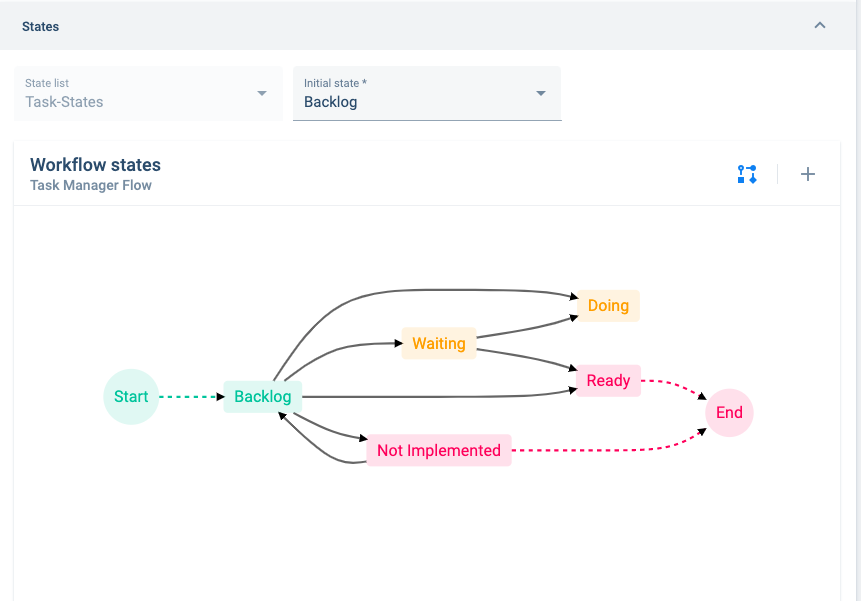 States
State list
Task-States
Initial state *
Backlog
Workflow states
Task Manager Flow
Doing
Waiting
Ready
Start
Backlog
End
Not Implemented